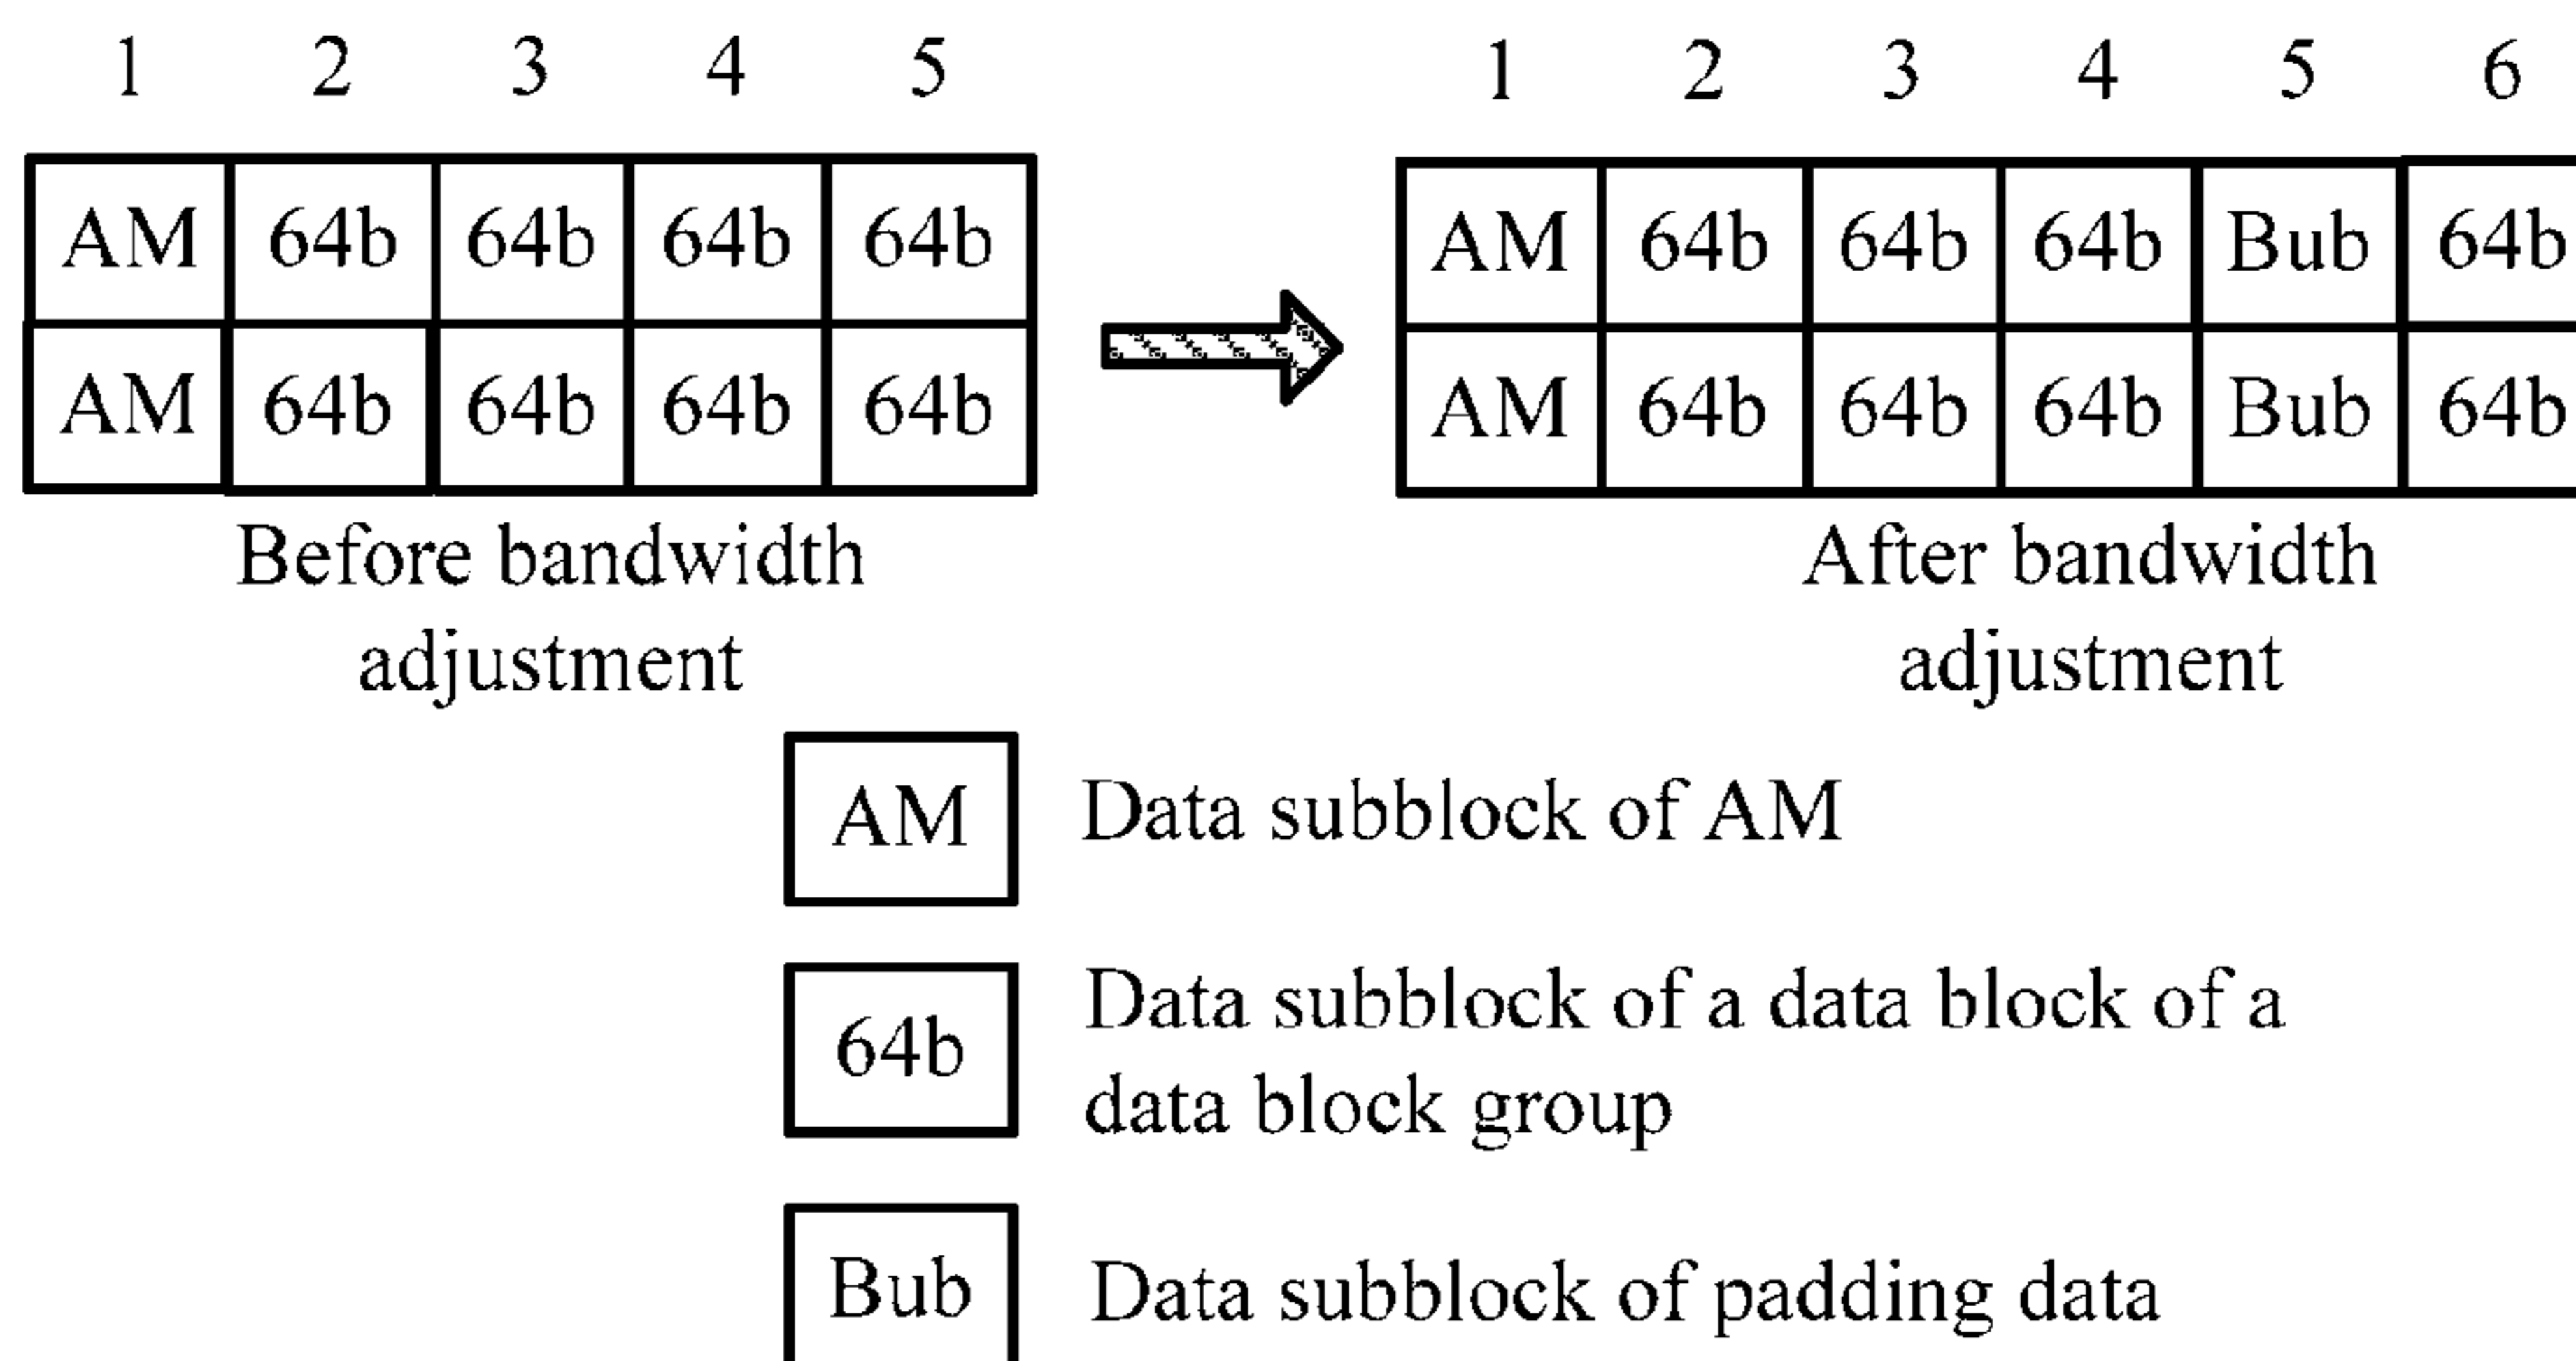 1 2 3 4 5 1 2 3 4 5 6
AM 64b 64b 64b 64b AM 64b 64b 64b Bub 64b
AM 64b 64b 64b 64b AM 64b 64b 64b Bub 64b
Before bandwidth
adjustment
After bandwidth
adjustment
AM Data subblock of AM
64b Data subblock of a data block of a
data block group
Bub Data subblock of padding data